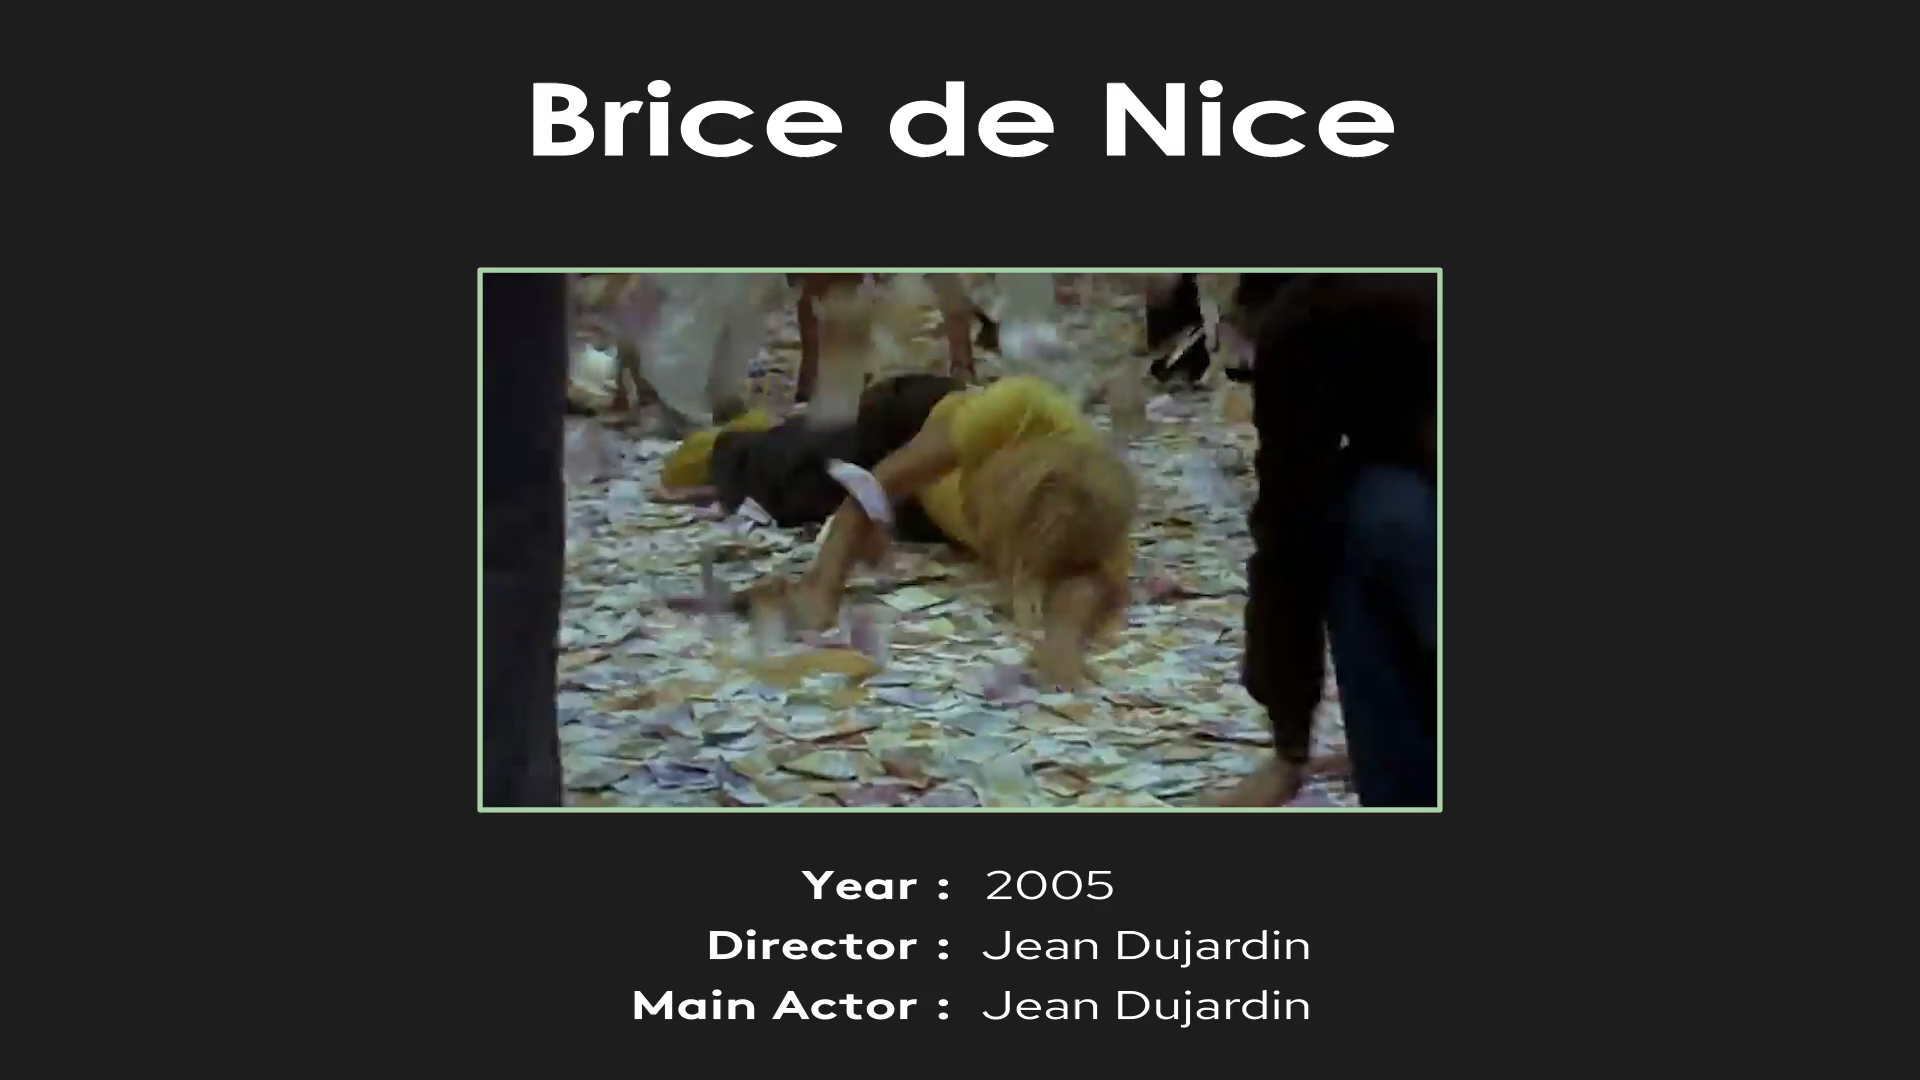 Brice de Nice
Year : 2005
Director : Jean Dujardin
Main Actor : Jean Dujardin